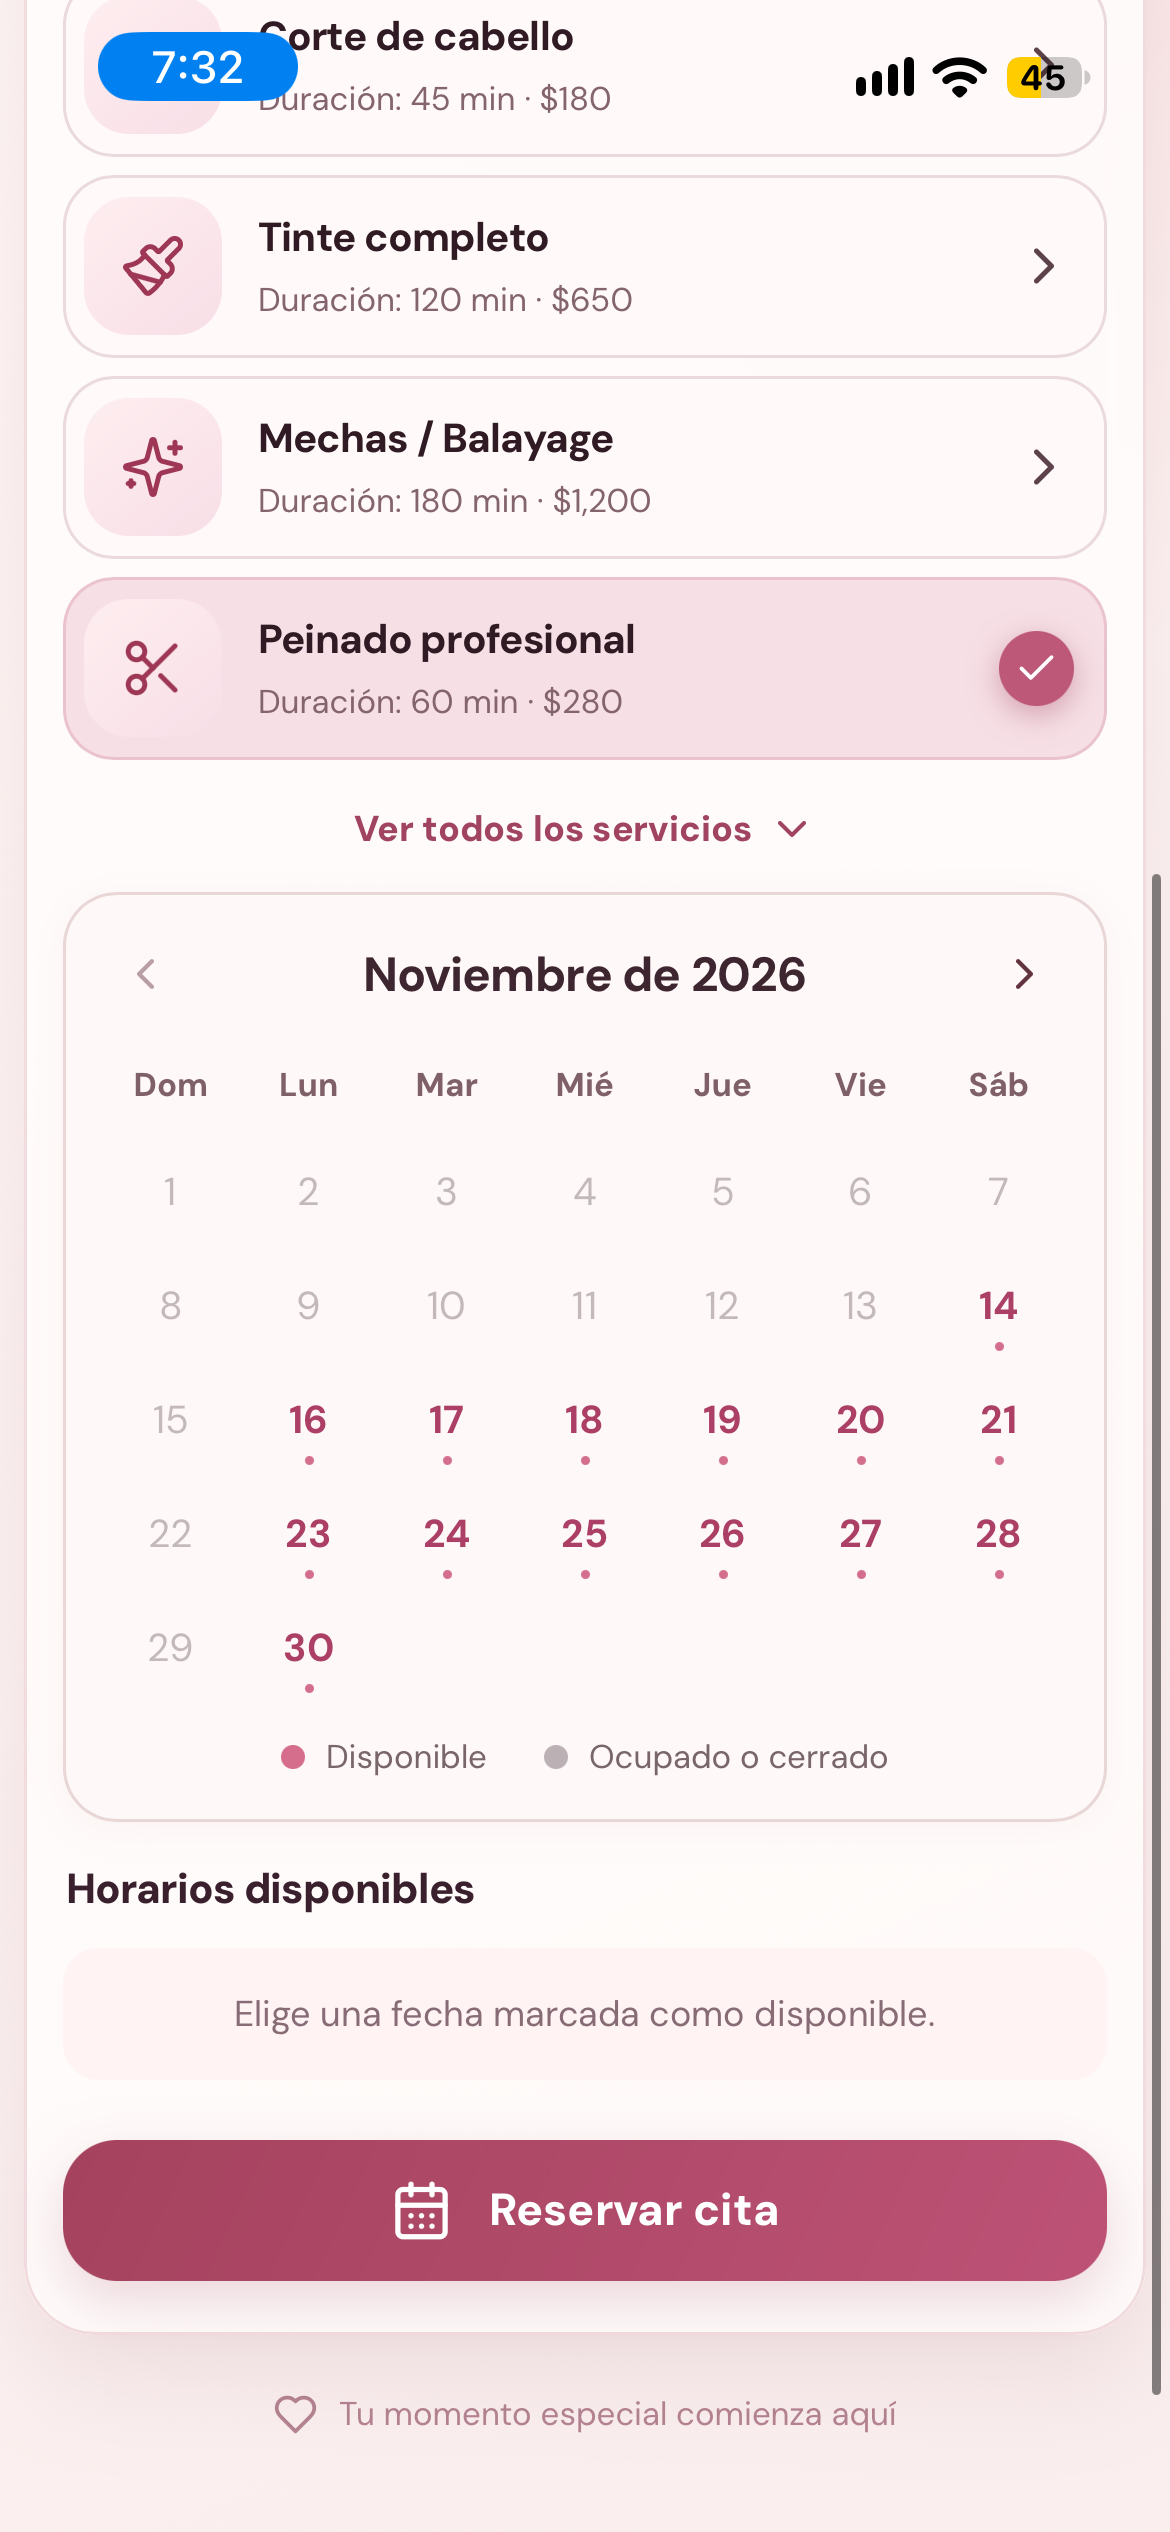 7:32
45
Corte de cabello
Duración: 45 min · $180
Tinte completo
Duración: 120 min · $650
Mechas / Balayage
Duración: 180 min · $1,200
Peinado profesional
Duración: 60 min · $280
Ver todos los servicios
Noviembre de 2026
Dom Lun Mar Mié Jue Vie Sáb
1 2 3 4 5 6 7
8 9 10 11 12 13 14
15 16 17 18 19 20 21
22 23 24 25 26 27 28
29 30
Disponible Ocupado o cerrado
Horarios disponibles
Elige una fecha marcada como disponible.
Reservar cita
Tu momento especial comienza aquí